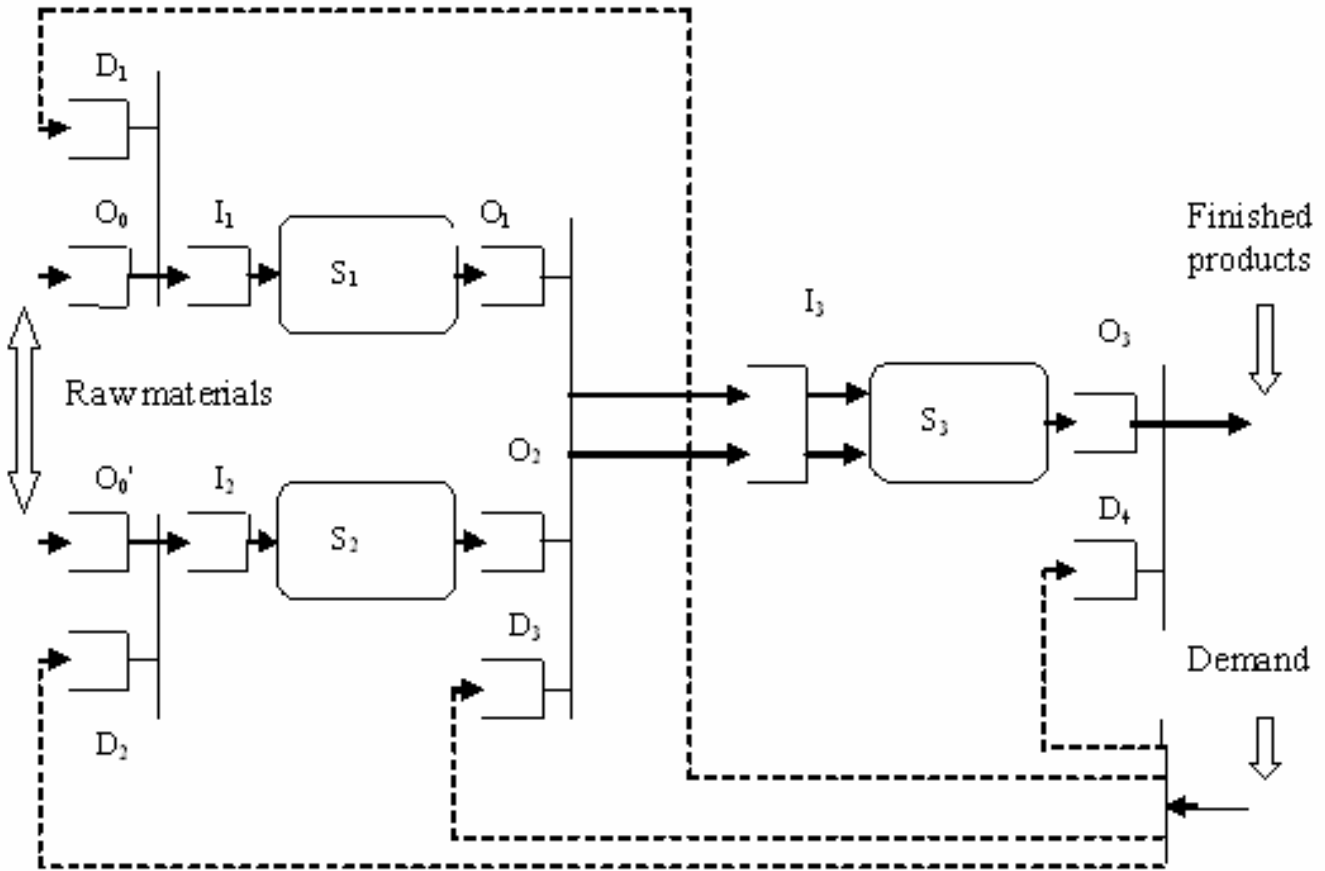 D₁
O₀
I₁
S₁
O₁
Finished
products
I₃
O₃
Raw materials
S₃
O₂
O₀'
I₂
S₂
D₄
D₃
Demand
D₂